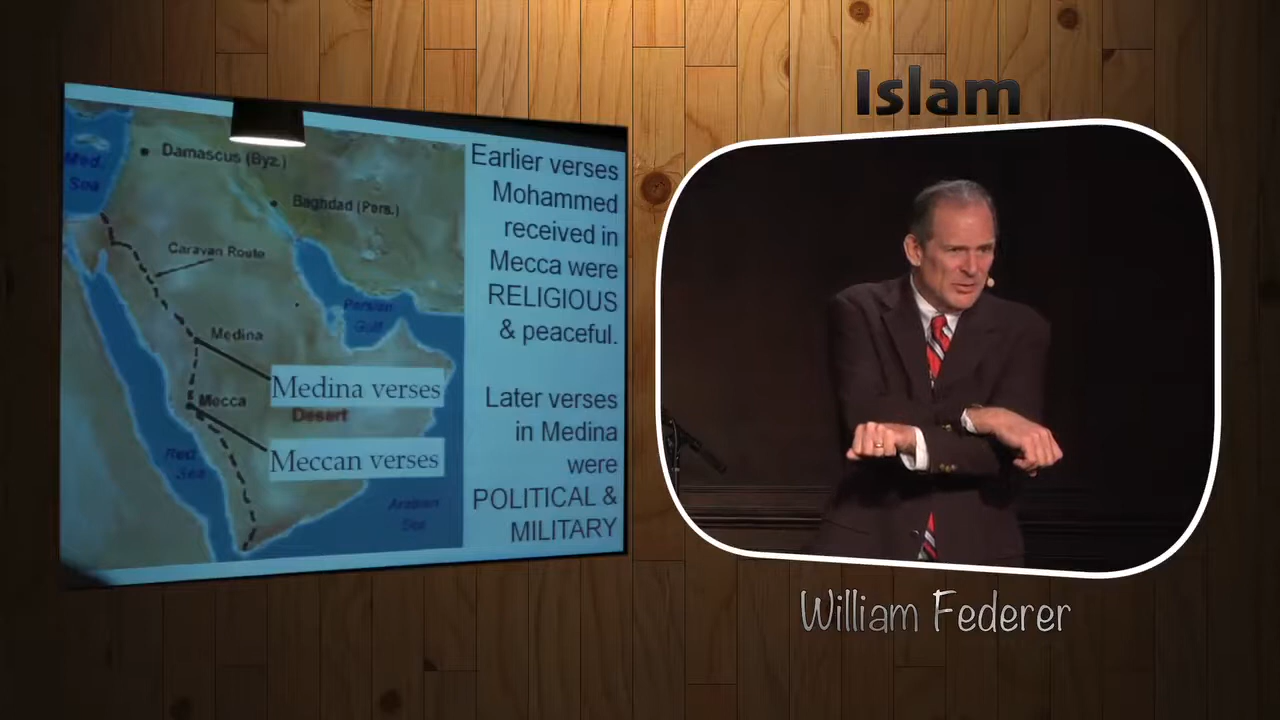 Islam
Med.
Sea
Damascus (Byz.)
Baghdad (Pers.)
Caravan Route
Persian
Gulf
Medina
Medina verses
Mecca
Desert
Meccan verses
Red
Sea
Arabian
Sea
Earlier verses
Mohammed
received in
Mecca were
RELIGIOUS
& peaceful.
Later verses
in Medina
were
POLITICAL &
MILITARY
William Federer